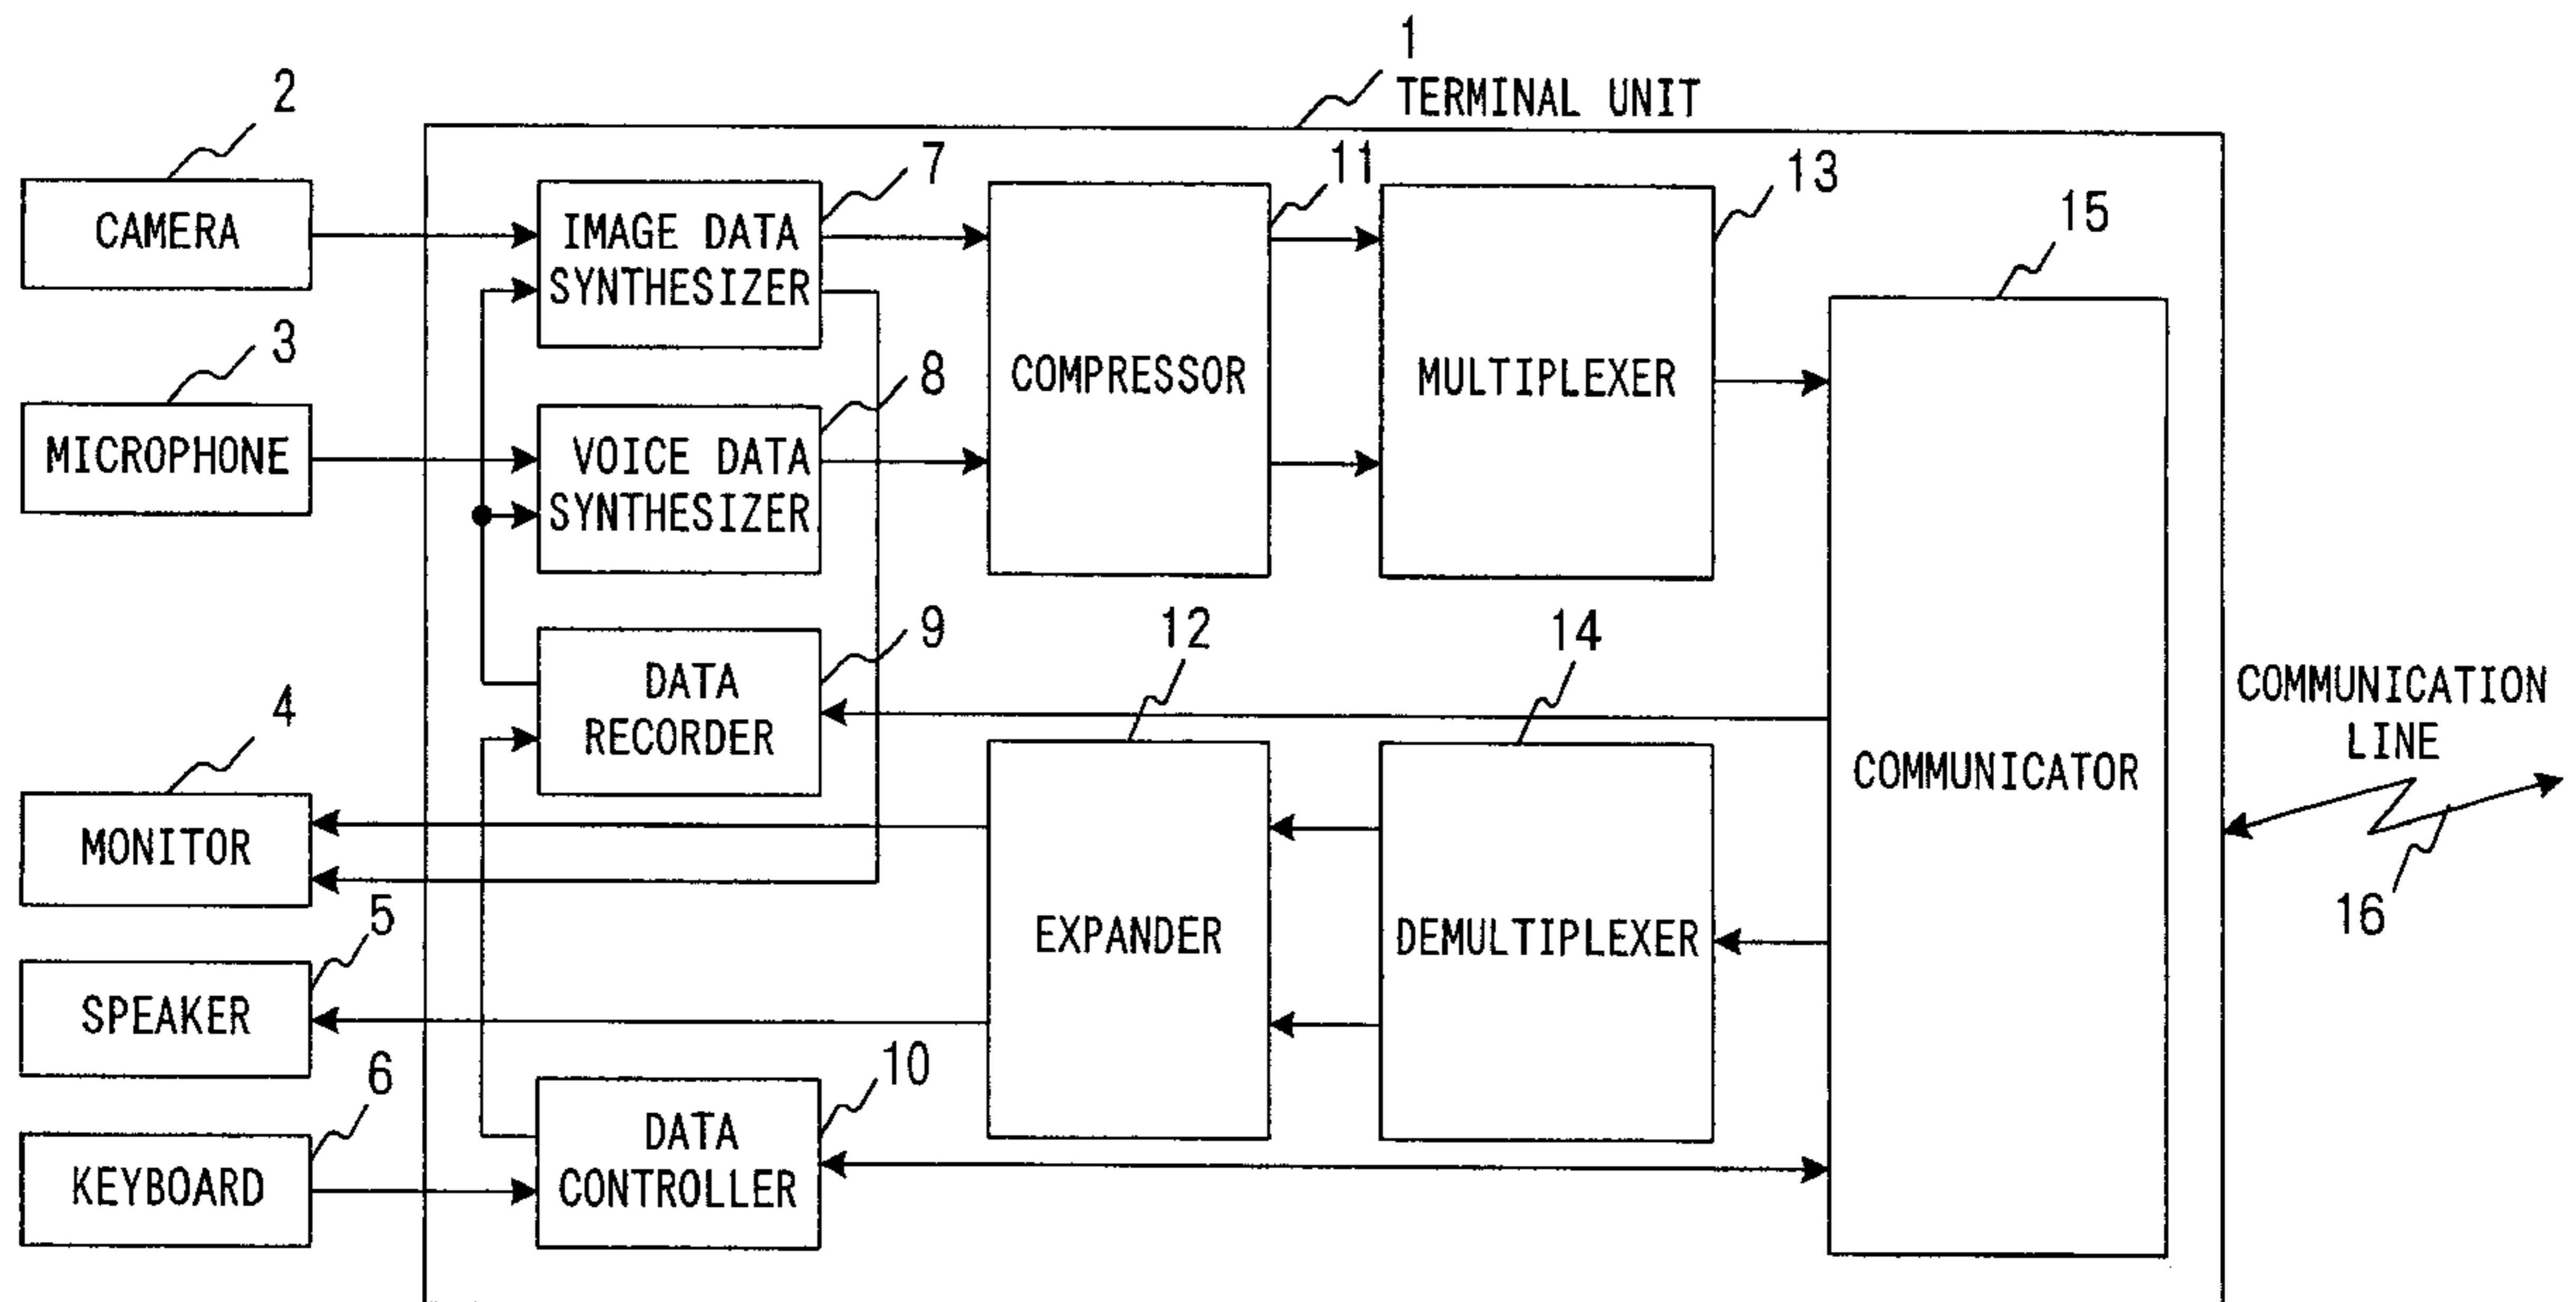 1
TERMINAL UNIT
2
CAMERA
3
MICROPHONE
4
MONITOR
5
SPEAKER
6
KEYBOARD
7
IMAGE DATA
SYNTHESIZER
8
VOICE DATA
SYNTHESIZER
9
DATA
RECORDER
10
DATA
CONTROLLER
11
COMPRESSOR
12
EXPANDER
13
MULTIPLEXER
14
DEMULTIPLEXER
15
COMMUNICATOR
COMMUNICATION
LINE
16